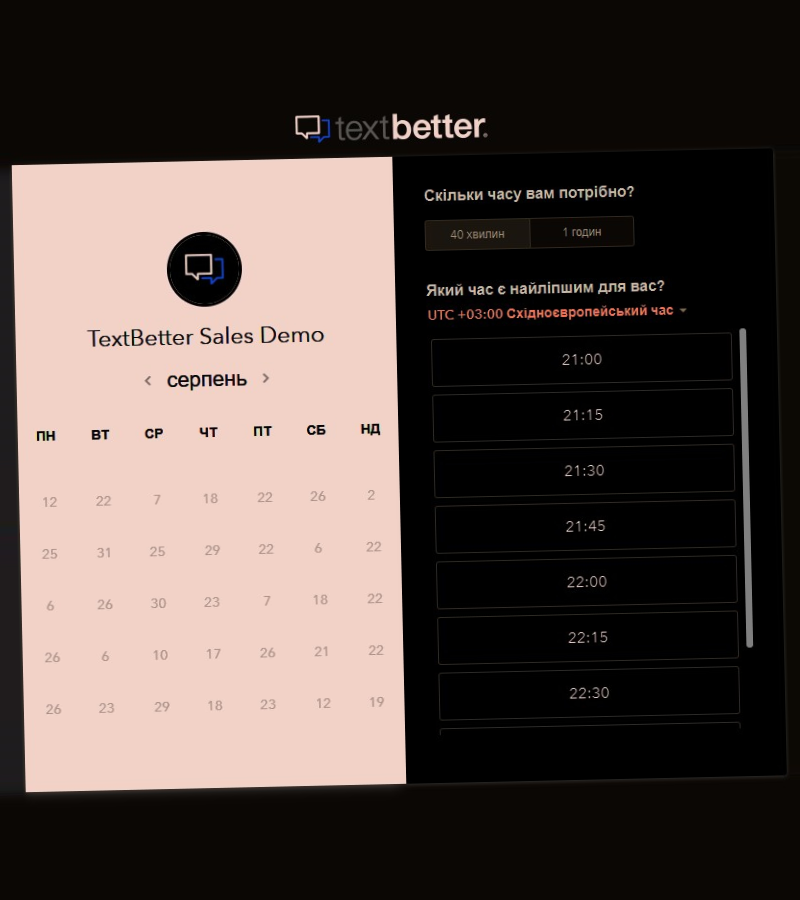 textbetter.
TextBetter Sales Demo
серпень
ПН ВТ СР ЧТ ПТ СБ НД
12 22 7 18 22 26 2
25 31 25 29 22 6 22
6 26 30 23 7 18 22
26 6 10 17 26 21 22
26 23 29 18 23 12 19
Скільки часу вам потрібно?
40 хвилин 1 годин
Який час є найліпшим для вас?
UTC +03:00 Східноєвропейський час
21:00
21:15
21:30
21:45
22:00
22:15
22:30